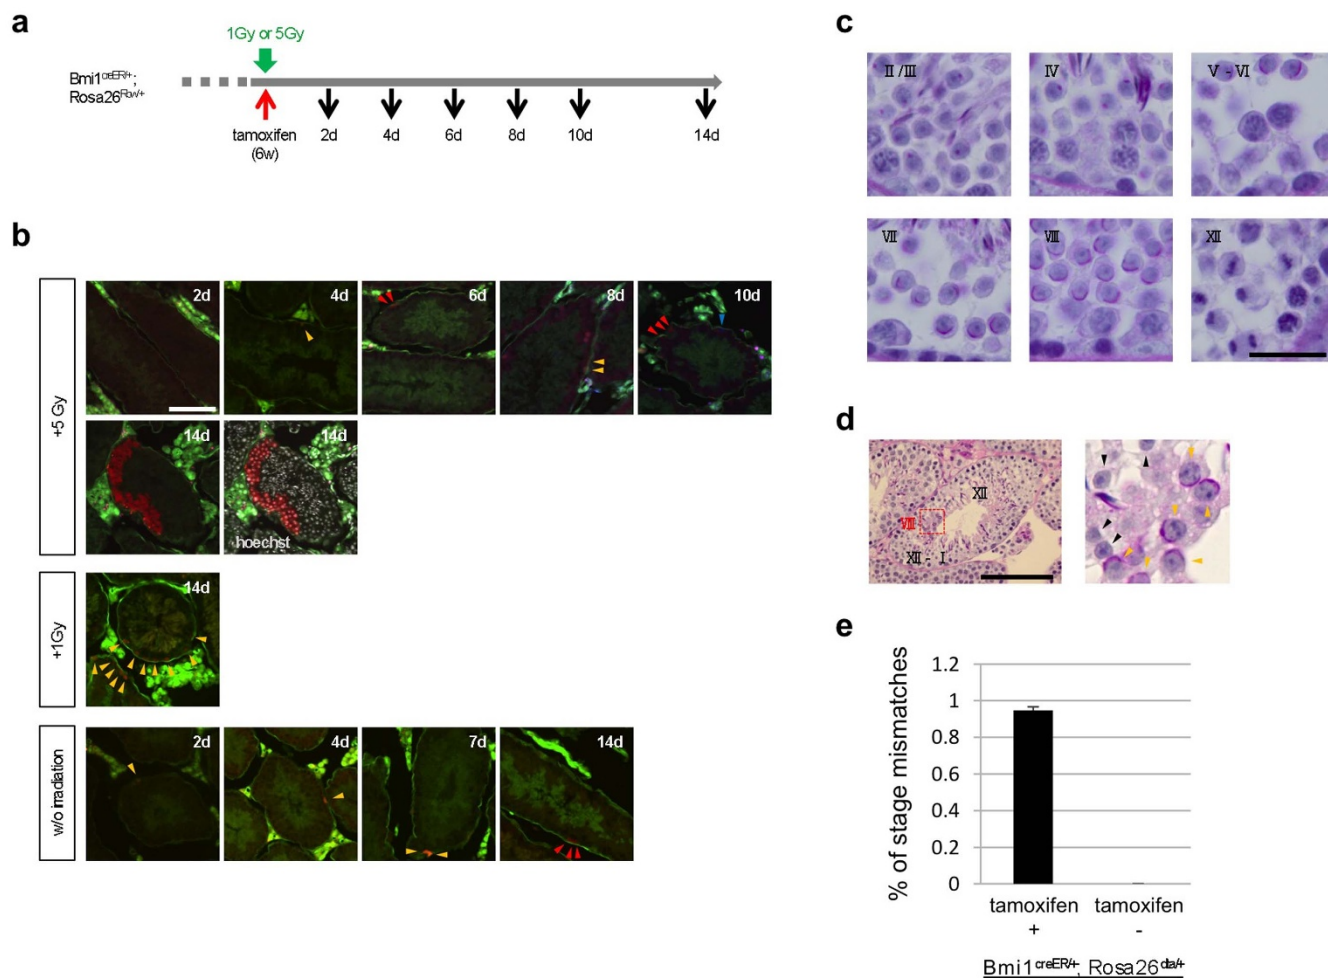 a
1Gy or 5Gy
Bmi1creER/+;
Rosa26Row/+
tamoxifen
(6w)
2d 4d 6d 8d 10d 14d
b
+5 Gy
2d 4d 6d 8d 10d
14d 14d
hoechst
+1Gy
14d
w/o irradiation
2d 4d 7d 14d
c
II /III IV V - VI
VII VIII XII
d
XII
VIII
XII - I
e
% of stage mismatches
1.2
1
0.8
0.6
0.4
0.2
0
tamoxifen tamoxifen
+ -
Bmi1creER/+, Rosa26dta/+